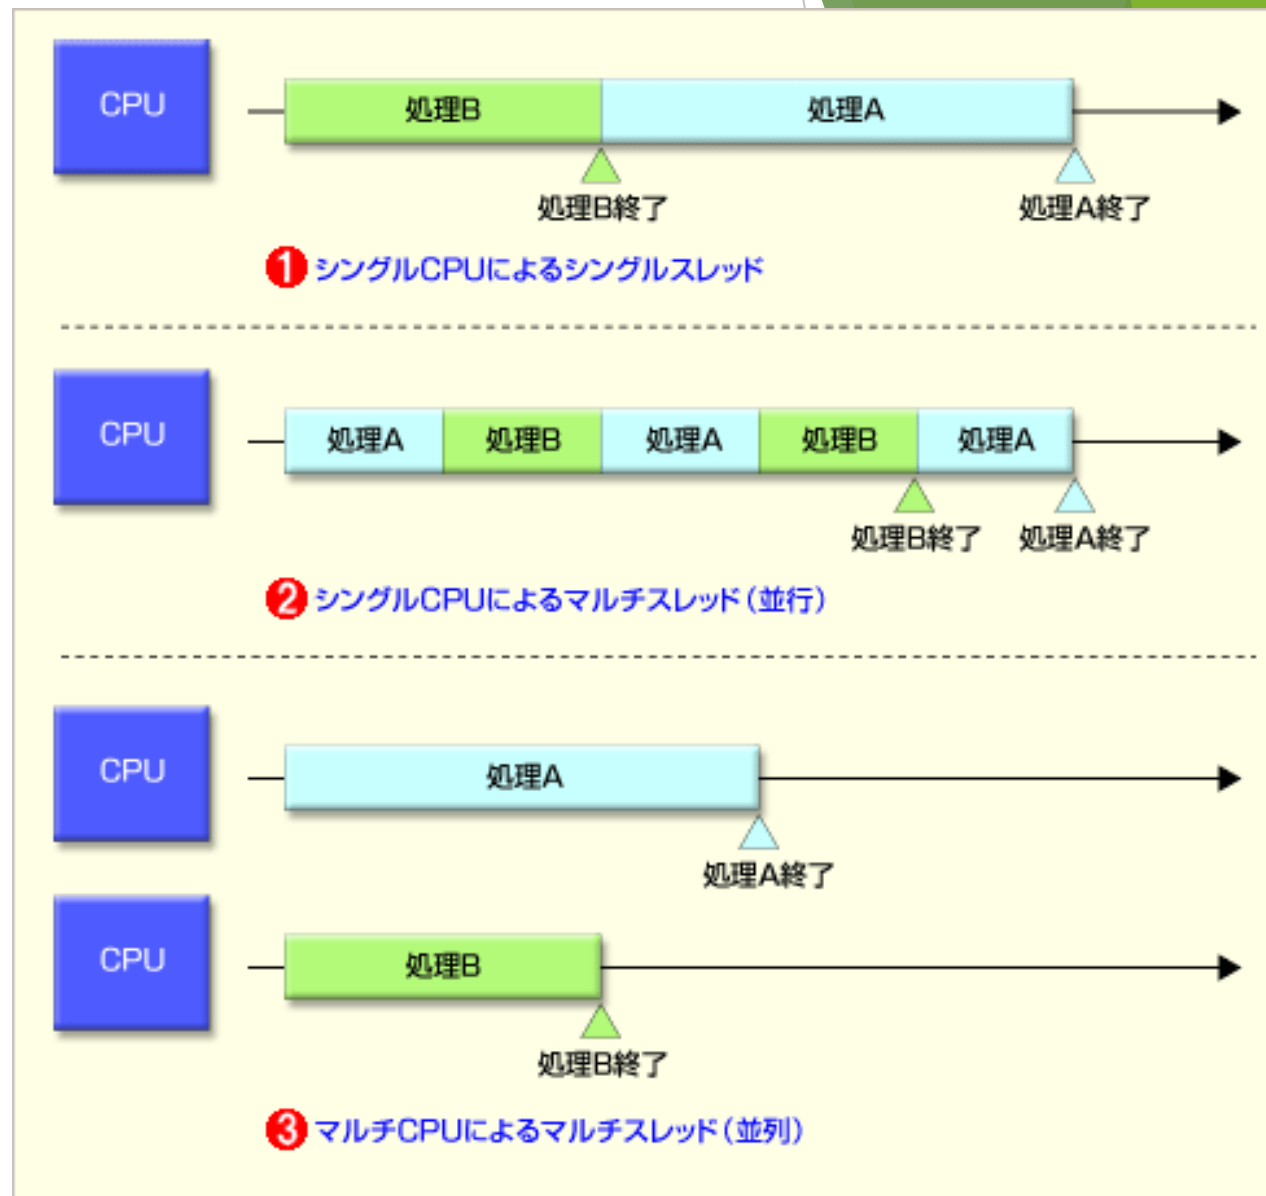 CPU
処理B
処理A
処理B終了
処理A終了
❶シングルCPUによるシングルスレッド
CPU
処理A
処理B
処理A
処理B
処理A
処理B終了
処理A終了
❷シングルCPUによるマルチスレッド(並行)
CPU
処理A
処理A終了
CPU
処理B
処理B終了
❸マルチCPUによるマルチスレッド(並列)